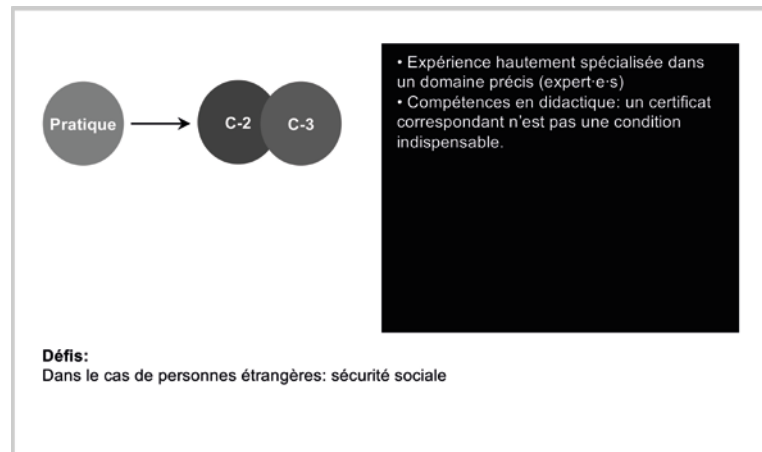 Pratique
C-2
C-3
• Expérience hautement spécialisée dans
un domaine précis (expert·e·s)
• Compétences en didactique: un certificat
correspondant n'est pas une condition
indispensable.
Défis:
Dans le cas de personnes étrangères: sécurité sociale